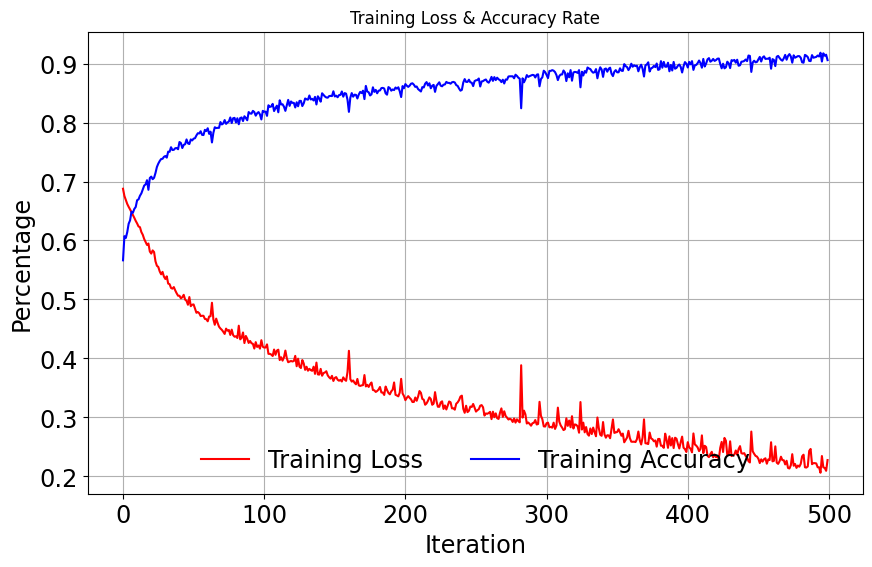 Training Loss & Accuracy Rate
Percentage
0.9
0.8
0.7
0.6
0.5
0.4
0.3
0.2
Training Loss
Training Accuracy
0 100 200 300 400 500
Iteration